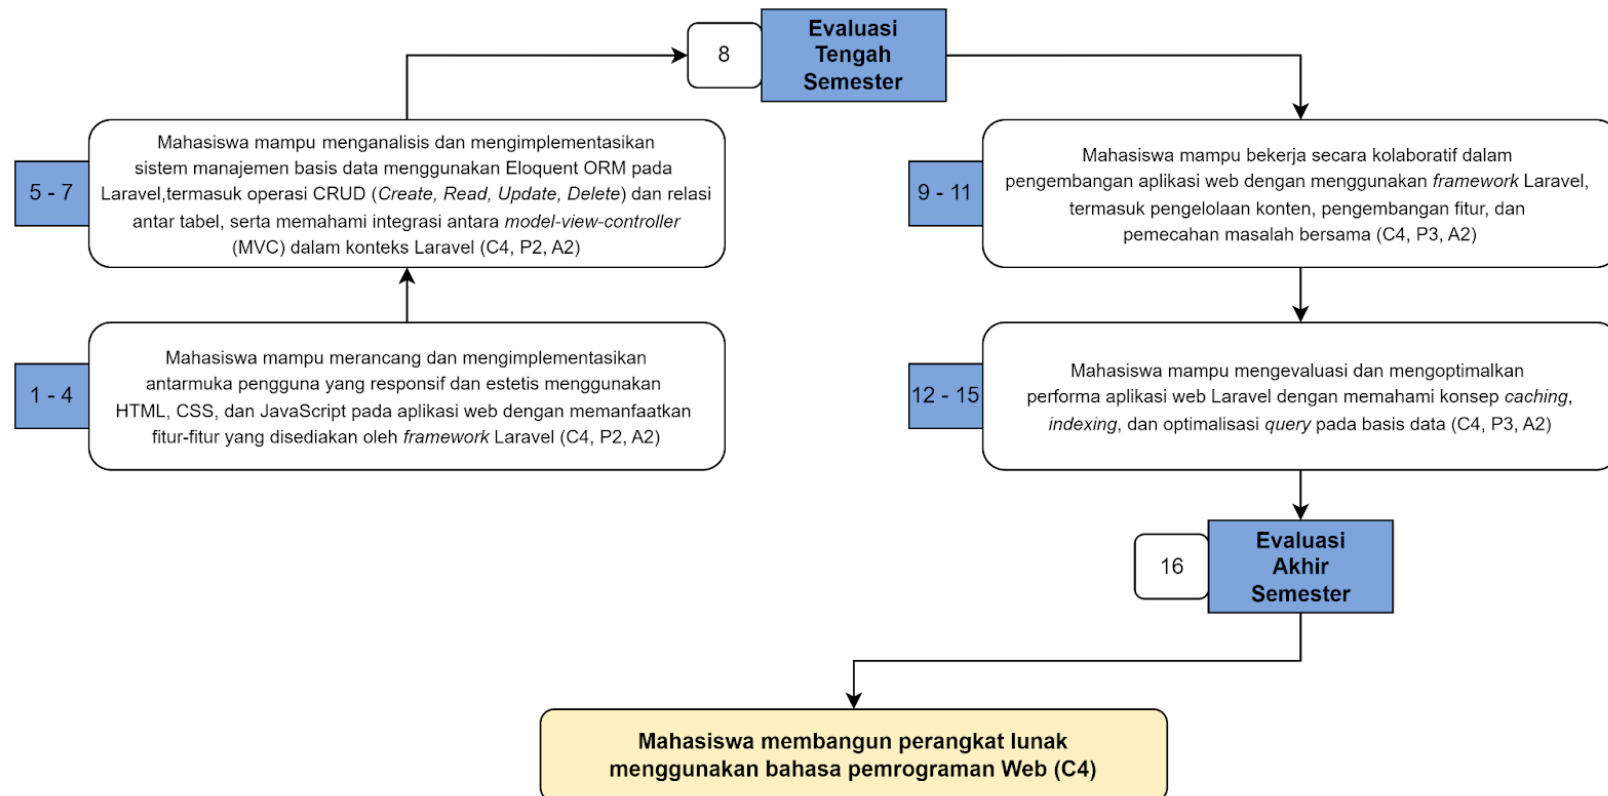 8
Evaluasi
Tengah
Semester
5 - 7
Mahasiswa mampu menganalisis dan mengimplementasikan
sistem manajemen basis data menggunakan Eloquent ORM pada
Laravel,termasuk operasi CRUD (Create, Read, Update, Delete) dan relasi
antar tabel, serta memahami integrasi antara model-view-controller
(MVC) dalam konteks Laravel (C4, P2, A2)
9 - 11
Mahasiswa mampu bekerja secara kolaboratif dalam
pengembangan aplikasi web dengan menggunakan framework Laravel,
termasuk pengelolaan konten, pengembangan fitur, dan
pemecahan masalah bersama (C4, P3, A2)
1 - 4
Mahasiswa mampu merancang dan mengimplementasikan
antarmuka pengguna yang responsif dan estetis menggunakan
HTML, CSS, dan JavaScript pada aplikasi web dengan memanfaatkan
fitur-fitur yang disediakan oleh framework Laravel (C4, P2, A2)
12 - 15
Mahasiswa mampu mengevaluasi dan mengoptimalkan
performa aplikasi web Laravel dengan memahami konsep caching,
indexing, dan optimalisasi query pada basis data (C4, P3, A2)
16
Evaluasi
Akhir
Semester
Mahasiswa membangun perangkat lunak
menggunakan bahasa pemrograman Web (C4)